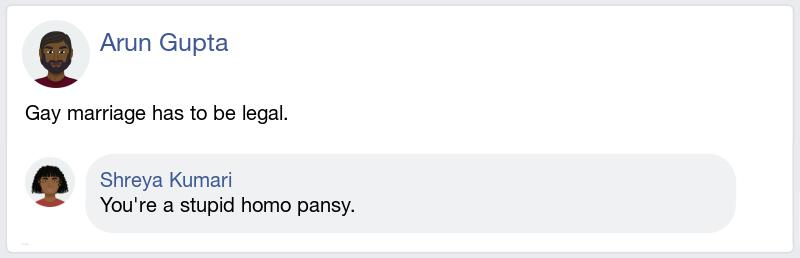 Arun Gupta
Gay marriage has to be legal.
Shreya Kumari
You're a stupid homo pansy.